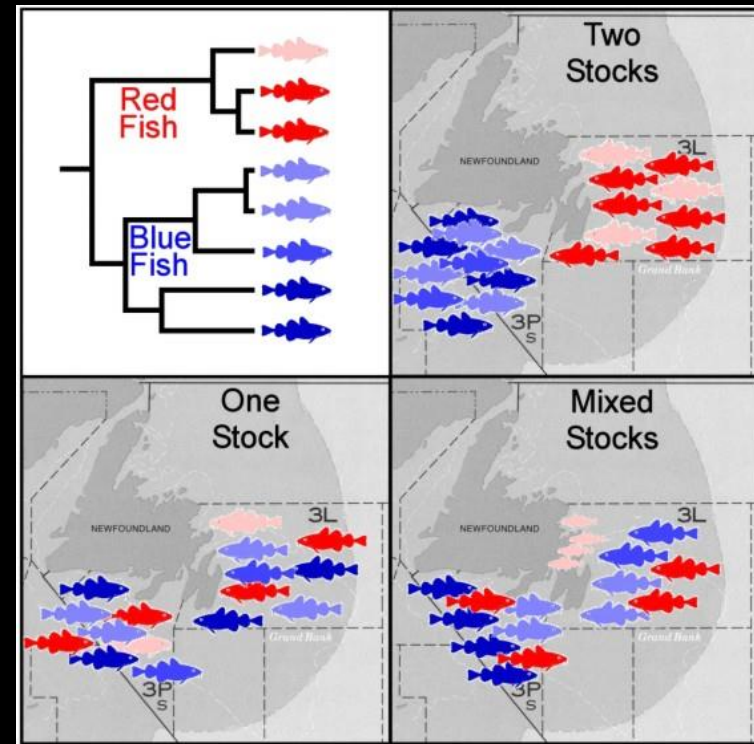 Red
Fish
Blue
Fish
Two
Stocks
NEWFOUNDLAND
3L
Grand Bank
3P
S
One
Stock
NEWFOUNDLAND
3L
Grand Bank
3P
S
Mixed
Stocks
NEWFOUNDLAND
3L
Grand Bank
3P
S